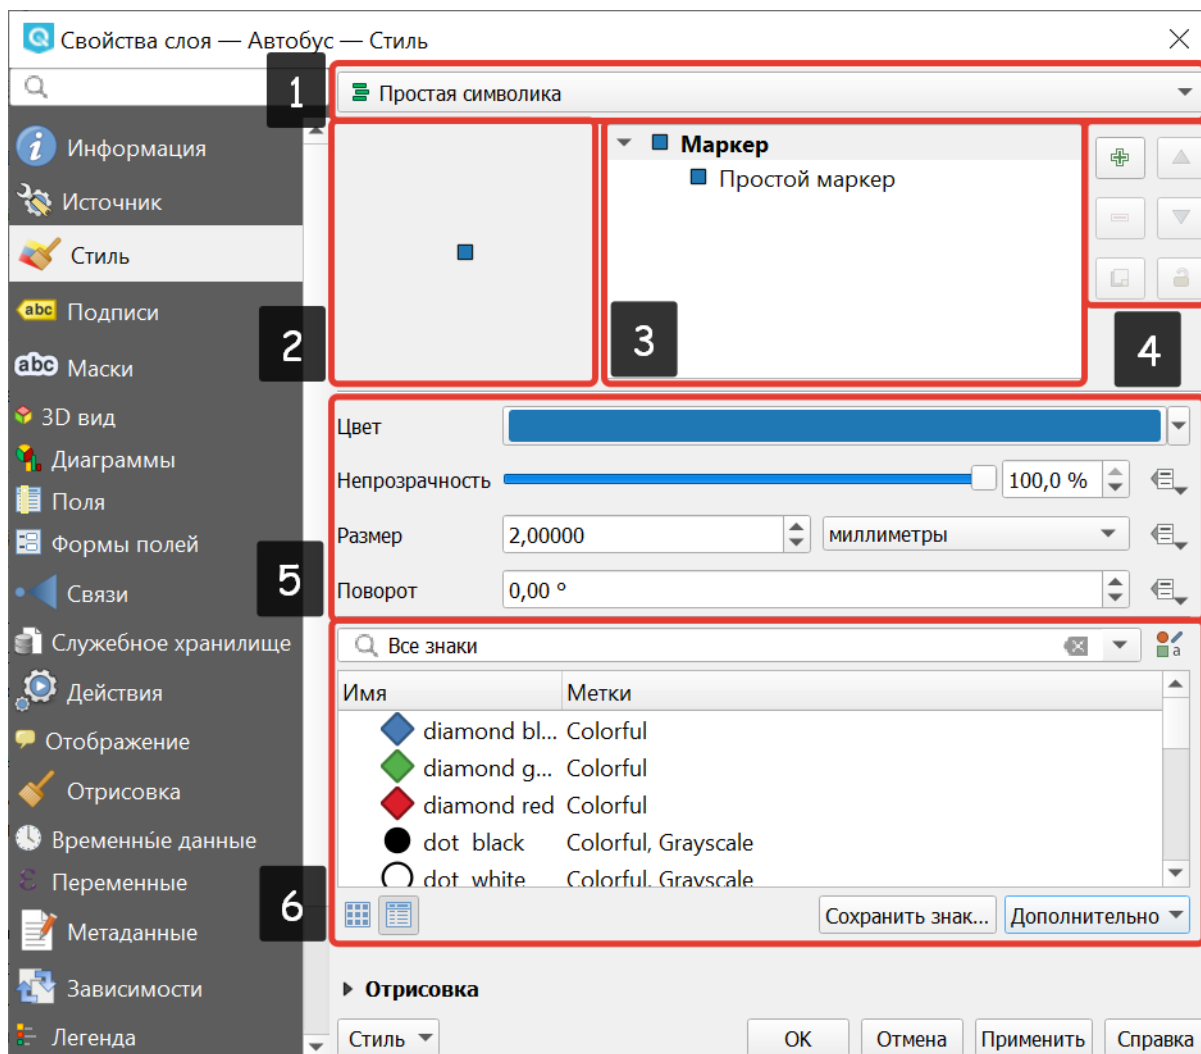 Свойства слоя — Автобус — Стиль
1
Простая символика
Информация
Источник
Стиль
Подписи
Маски
3D вид
Диаграммы
Поля
Формы полей
Связи
Служебное хранилище
Действия
Отображение
Отрисовка
Временны́е данные
Переменные
Метаданные
Зависимости
Легенда
abc
abc
2
Маркер
Простой маркер
3
4
5
Цвет
Непрозрачность 100,0 %
Размер 2,00000 миллиметры
Поворот 0,00 °
6
Все знаки
a
Имя Метки
diamond bl... Colorful
diamond g... Colorful
diamond red Colorful
dot black Colorful, Grayscale
dot white Colorful, Grayscale
Сохранить знак... Дополнительно
Отрисовка
Стиль OK Отмена Применить Справка